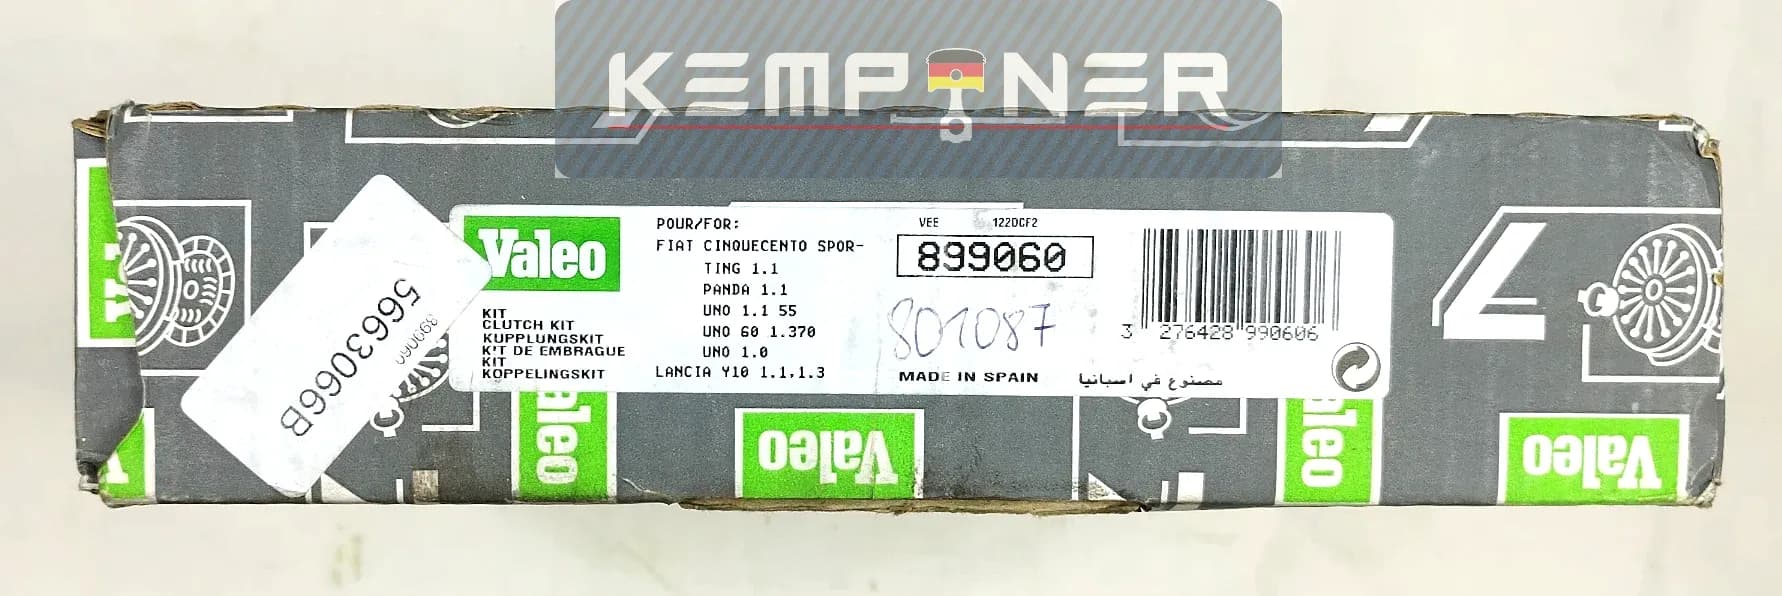 KEMPINER
Valeo
POUR/FOR:
FIAT CINQUECENTO SPOR-
TING 1.1
PANDA 1.1
UNO 1.1 55
UNO 60 1.370
UNO 1.0
LANCIA Y10 1.1,1.3
KIT
CLUTCH KIT
KUPPLUNGSKIT
K'T DE EMBRAGUE
KIT
KOPPELINGSKIT
VEE 122DCF2
899060
801087
MADE IN SPAIN
مصنوع في اسبانيا
3 276428 990606
5663066B
899060
Valeo
Valeo
Valeo
Valeo